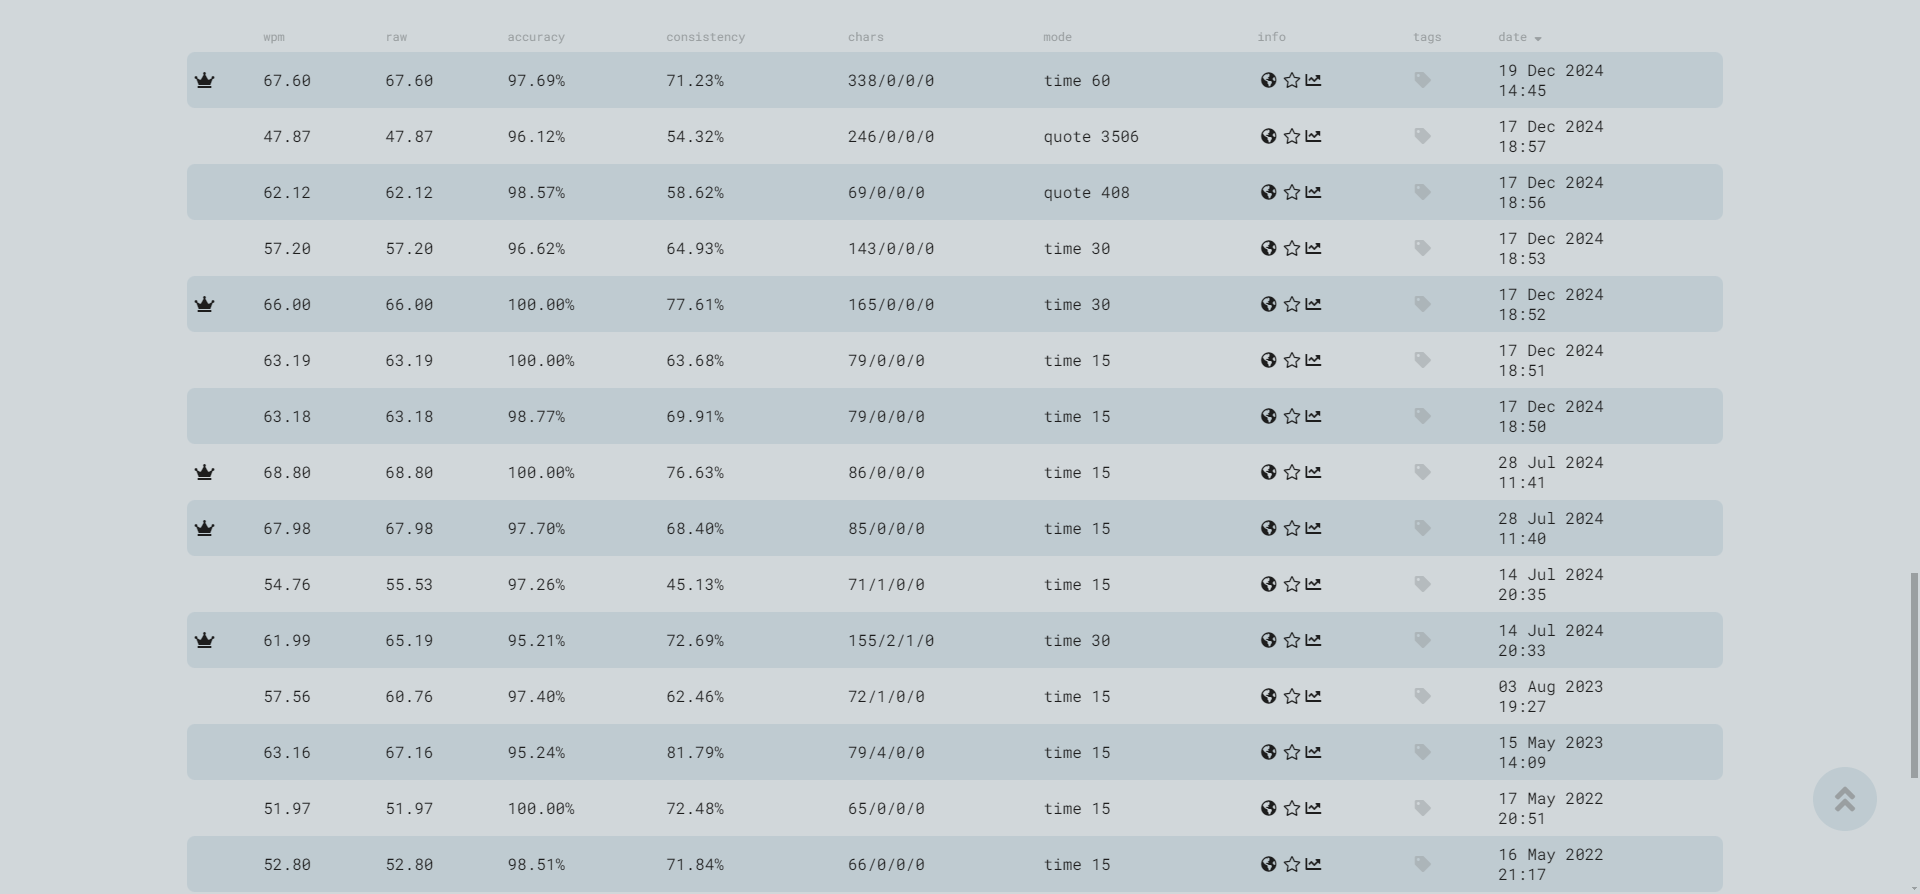 wpm raw accuracy consistency chars mode info tags date
67.60 67.60 97.69% 71.23% 338/0/0/0 time 60 19 Dec 2024 14:45
47.87 47.87 96.12% 54.32% 246/0/0/0 quote 3506 17 Dec 2024 18:57
62.12 62.12 98.57% 58.62% 69/0/0/0 quote 408 17 Dec 2024 18:56
57.20 57.20 96.62% 64.93% 143/0/0/0 time 30 17 Dec 2024 18:53
66.00 66.00 100.00% 77.61% 165/0/0/0 time 30 17 Dec 2024 18:52
63.19 63.19 100.00% 63.68% 79/0/0/0 time 15 17 Dec 2024 18:51
63.18 63.18 98.77% 69.91% 79/0/0/0 time 15 17 Dec 2024 18:50
68.80 68.80 100.00% 76.63% 86/0/0/0 time 15 28 Jul 2024 11:41
67.98 67.98 97.70% 68.40% 85/0/0/0 time 15 28 Jul 2024 11:40
54.76 55.53 97.26% 45.13% 71/1/0/0 time 15 14 Jul 2024 20:35
61.99 65.19 95.21% 72.69% 155/2/1/0 time 30 14 Jul 2024 20:33
57.56 60.76 97.40% 62.46% 72/1/0/0 time 15 03 Aug 2023 19:27
63.16 67.16 95.24% 81.79% 79/4/0/0 time 15 15 May 2023 14:09
51.97 51.97 100.00% 72.48% 65/0/0/0 time 15 17 May 2022 20:51
52.80 52.80 98.51% 71.84% 66/0/0/0 time 15 16 May 2022 21:17